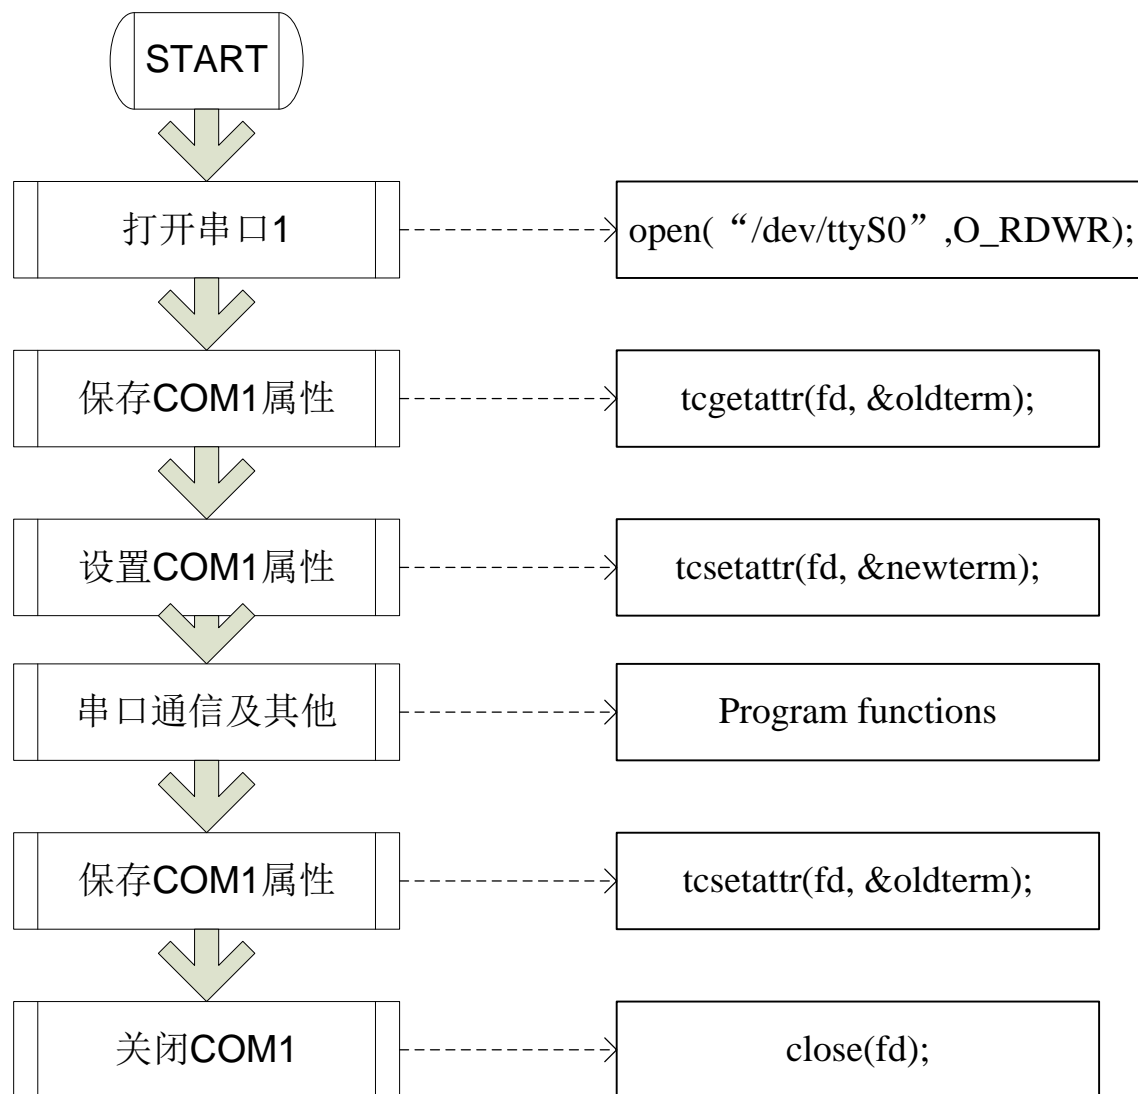 START
打开串口1
open(“/dev/ttyS0”,O_RDWR);
保存COM1属性
tcgetattr(fd, &oldterm);
设置COM1属性
tcsetattr(fd, &newterm);
串口通信及其他
Program functions
保存COM1属性
tcsetattr(fd, &oldterm);
关闭COM1
close(fd);